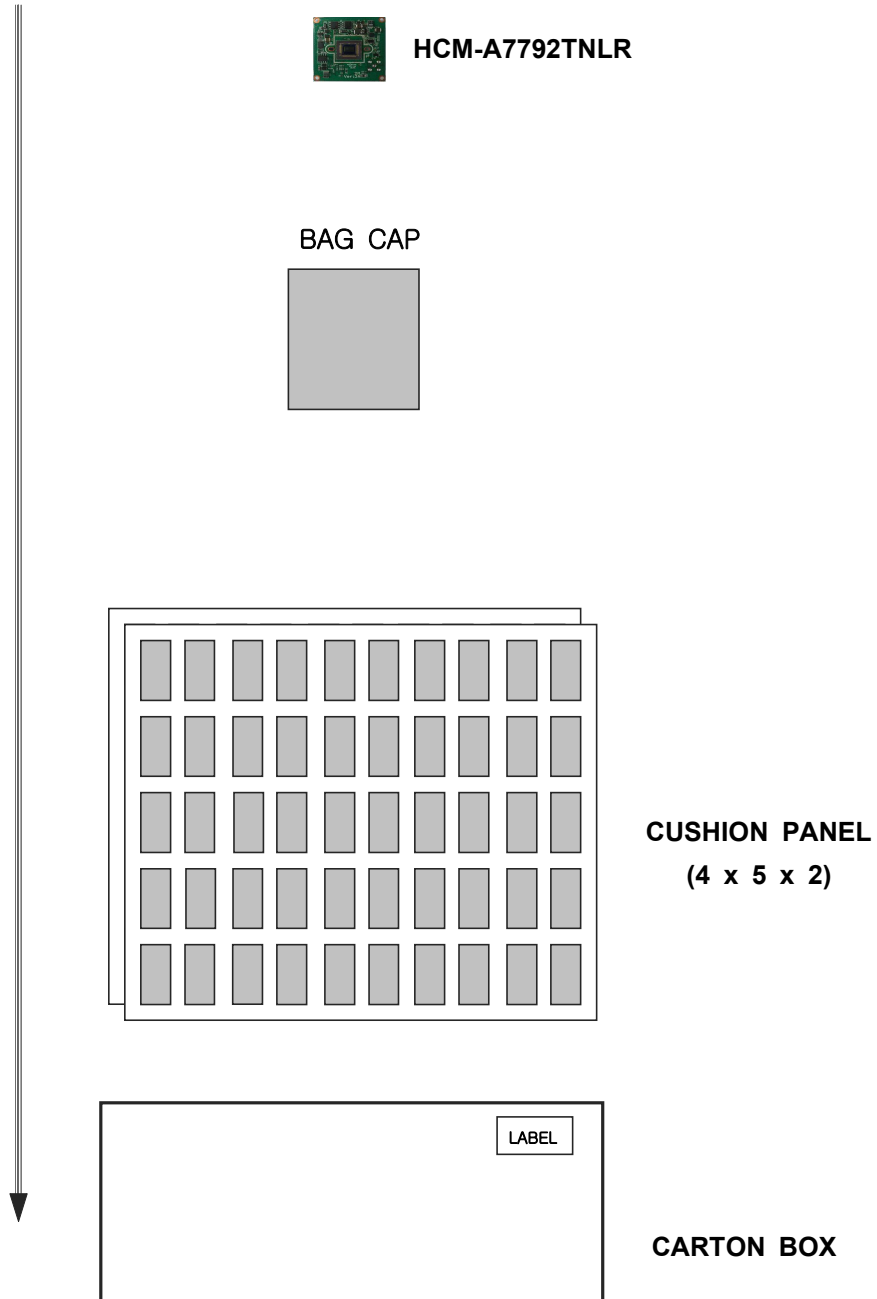 HCM-A7792TNLR
BAG CAP
CUSHION PANEL
(4 x 5 x 2)
LABEL
CARTON BOX